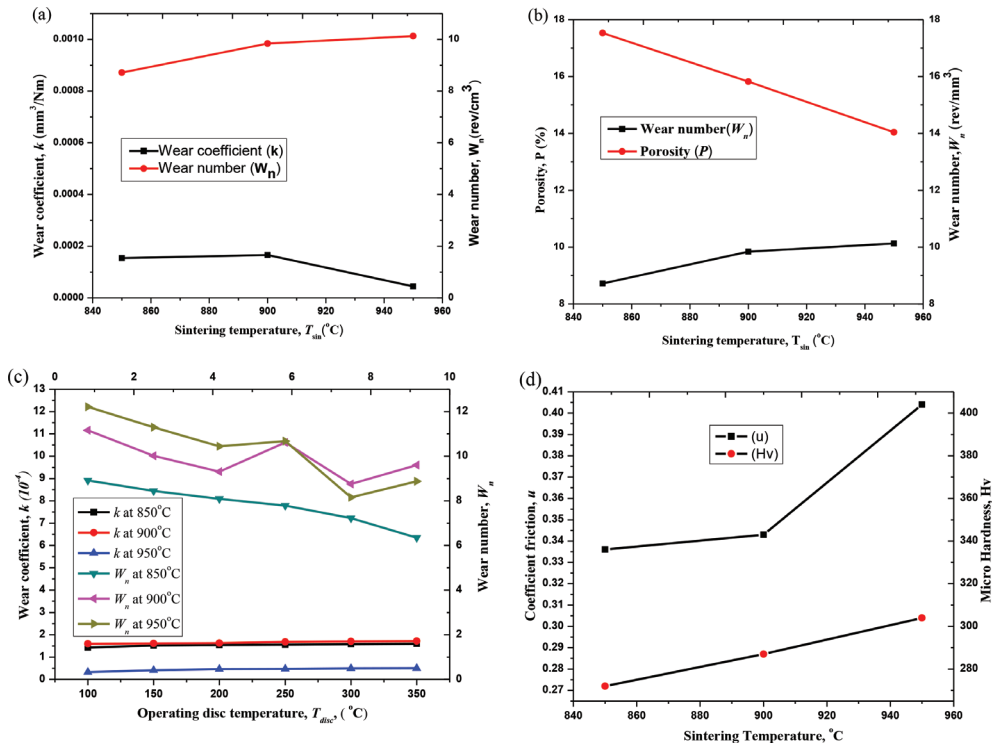 (a)
0.0010
0.0008
0.0006
0.0004
0.0002
0.0000
Wear coefficient, k (mm³/Nm)
Wear coefficient (k)
Wear number (Wn)
10
8
6
4
2
0
Wear number, Wn(rev/cm³)
840 860 880 900 920 940 960
Sintering temperature, Tsin(°C)
(b)
18
16
14
12
10
8
Porosity, P (%)
Wear number(Wn)
Porosity (P)
18
16
14
12
10
8
Wear number, Wn (rev/mm³)
840 860 880 900 920 940 960
Sintering temperature, Tsin (°C)
(c)
0 2 4 6 8 10
13
12
11
10
9
8
7
6
5
4
3
2
1
0
Wear coefficient, k (10⁻⁴)
k at 850°C
k at 900°C
k at 950°C
Wn at 850°C
Wn at 900°C
Wn at 950°C
12
10
8
6
4
2
0
Wear number, Wn
100 150 200 250 300 350
Operating disc temperature, Tdisc, (°C)
(d)
0.41
0.40
0.39
0.38
0.37
0.36
0.35
0.34
0.33
0.32
0.31
0.30
0.29
0.28
0.27
Coefficient friction, u
(u)
(Hv)
400
380
360
340
320
300
280
Micro Hardness, Hv
840 860 880 900 920 940 960
Sintering Temperature, °C